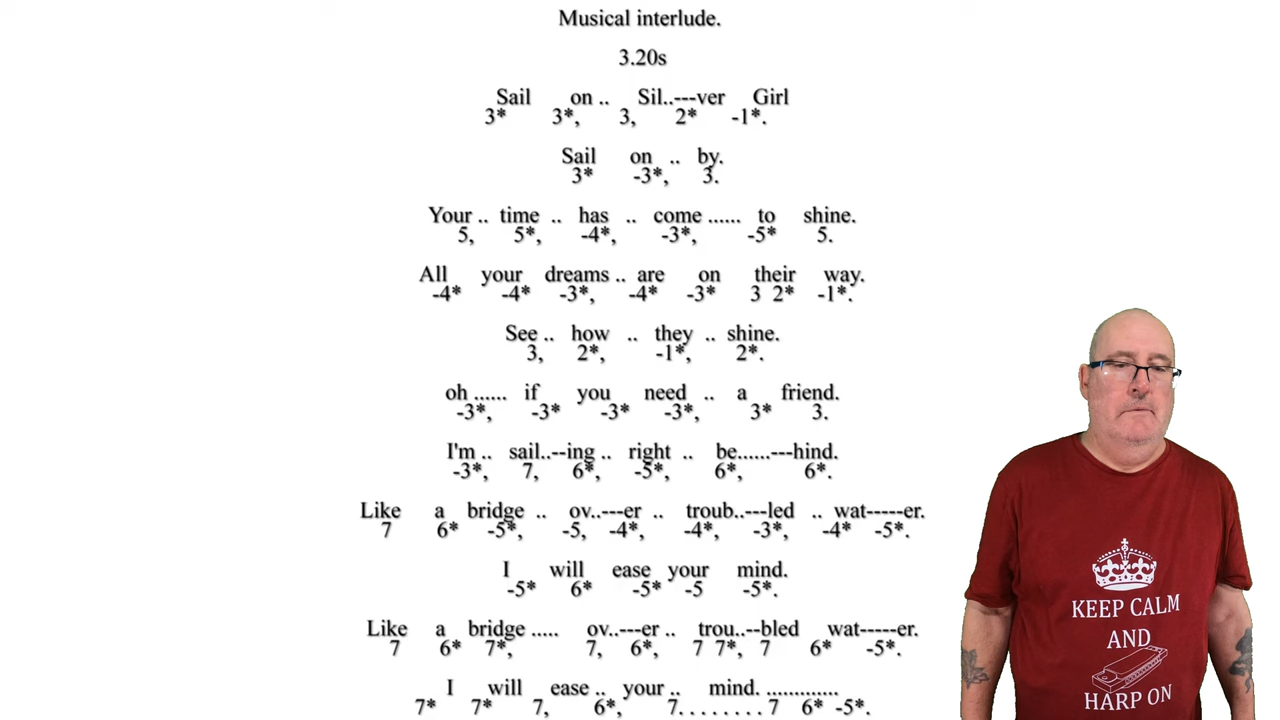 Musical interlude.
3.20s
Sail on .. Sil..---ver Girl
3* 3*, 3, 2* -1*.
Sail on .. by.
3* -3*, 3.
Your .. time .. has .. come ...... to shine.
5, 5*, -4*, -3*, -5* 5.
All your dreams .. are on their way.
-4* -4* -3*, -4* -3* 3 2* -1*.
See .. how .. they .. shine.
3, 2*, -1*, 2*.
oh ...... if you need .. a friend.
-3*, -3* -3* -3*, 3* 3.
I'm .. sail..--ing .. right .. be......---hind.
-3*, 7, 6*, -5*, 6*, 6*.
Like a bridge .. ov..---er .. troub..---led .. wat-----er.
7 6* -5*, -5, -4*, -4*, -3*, -4* -5*.
I will ease your mind.
-5* 6* -5* -5 -5*.
Like a bridge ..... ov..---er .. trou..--bled wat-----er.
7 6* 7*, 7, 6*, 7 7*, 7 6* -5*.
I will ease .. your .. mind. .............
7* 7* 7, 6*, 7. . . . . . . . 7 6* -5*.
KEEP CALM
AND
HARP ON